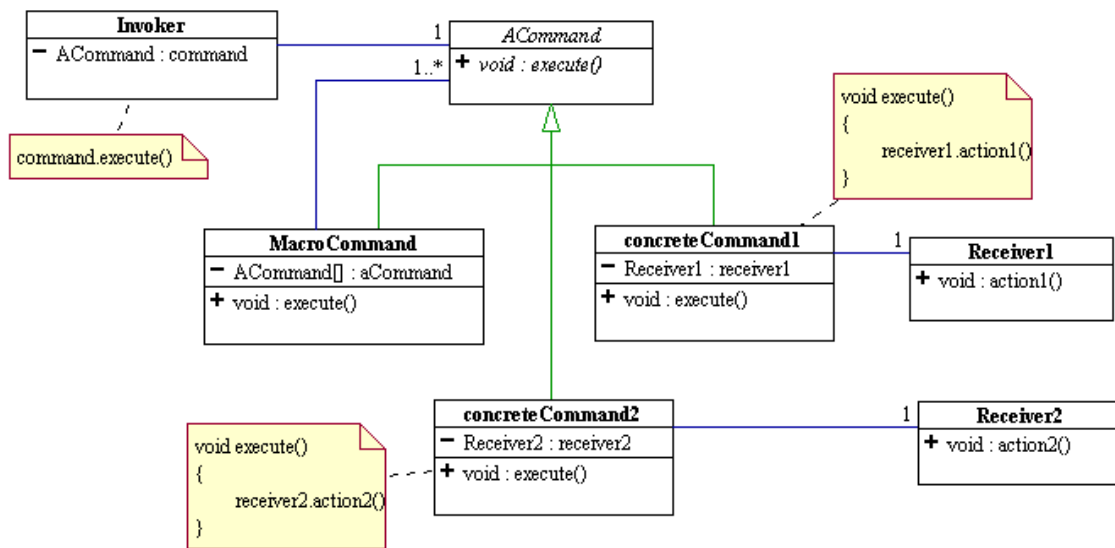 Invoker
− ACommand : command
1
ACommand
+ void : execute()
1..*
command.execute()
void execute()
{
receiver1.action1()
}
MacroCommand
− ACommand[] : aCommand
+ void : execute()
concreteCommand1
− Receiver1 : receiver1
+ void : execute()
1
Receiver1
+ void : action1()
concreteCommand2
− Receiver2 : receiver2
+ void : execute()
1
Receiver2
+ void : action2()
void execute()
{
receiver2.action2()
}